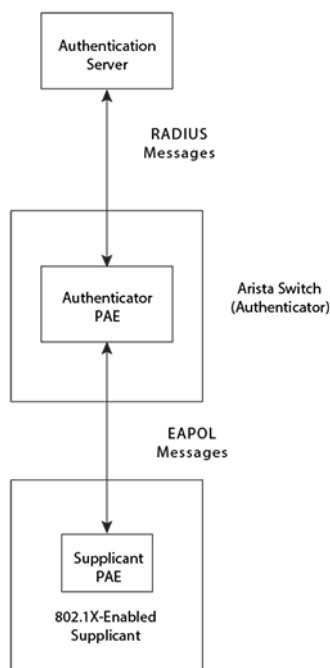 Authentication
Server
RADIUS
Messages
Authenticator
PAE
Arista Switch
(Authenticator)
EAPOL
Messages
Supplicant
PAE
802.1X-Enabled
Supplicant